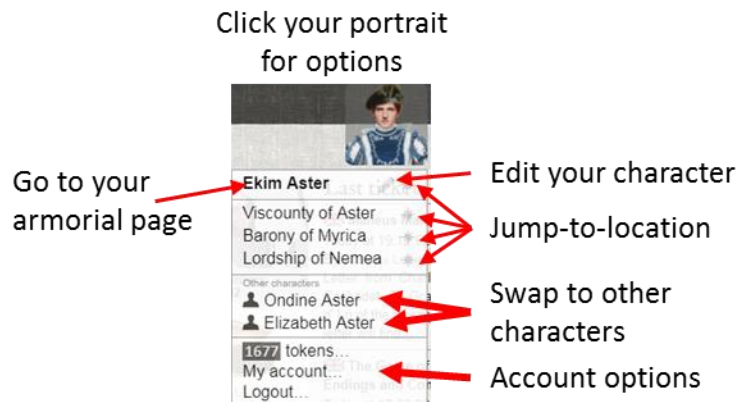 Click your portrait
for options
Go to your
armorial page
Ekim Aster
Viscounty of Aster
Barony of Myrica
Lordship of Nemea
Other characters
Ondine Aster
Elizabeth Aster
1677 tokens...
My account...
Logout...
Edit your character
Jump-to-location
Swap to other
characters
Account options